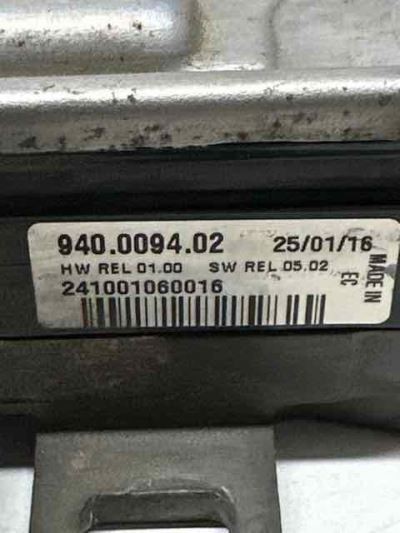 940.0094.02 25/01/16
HW REL 01.00 SW REL 05.02
241001060016
MADE IN
EC